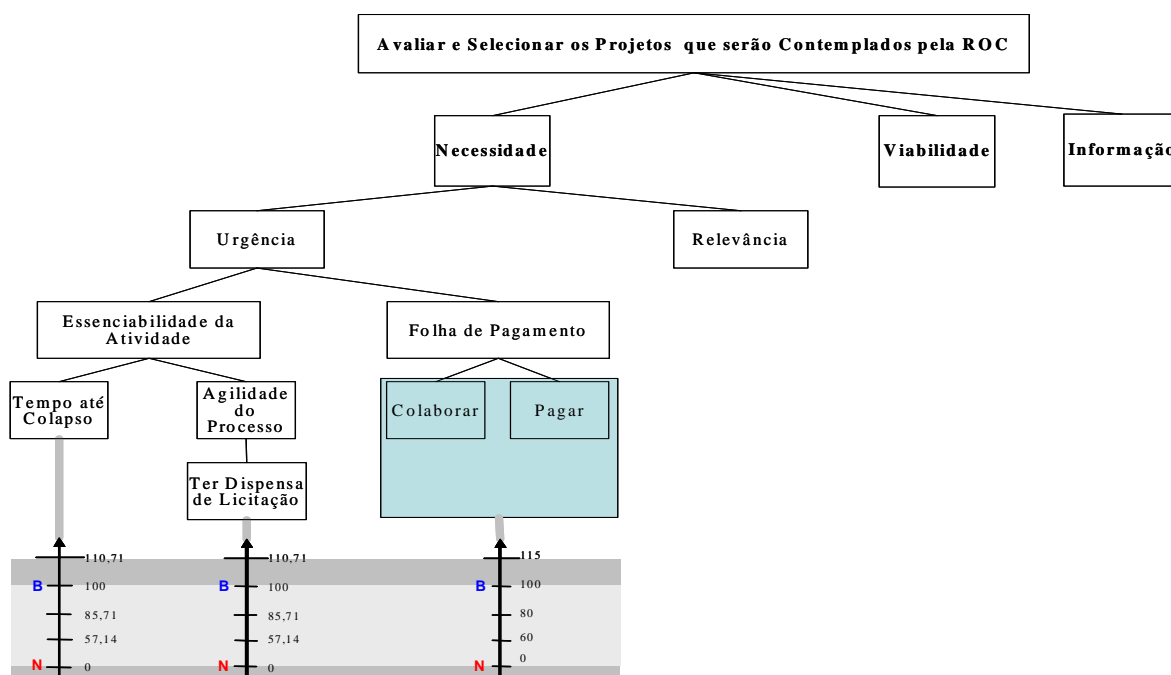 Avaliar e Selecionar os Projetos que serão Contemplados pela ROC
Necessidade
Viabilidade
Informação
Urgência
Relevância
Essenciabilidade da
Atividade
Folha de Pagamento
Tempo até
Colapso
Agilidade
do
Processo
Colaborar
Pagar
Ter Dispensa
de Licitação
110,71
B
100
85,71
57,14
N
0
110,71
B
100
85,71
57,14
N
0
115
B
100
80
60
N
0